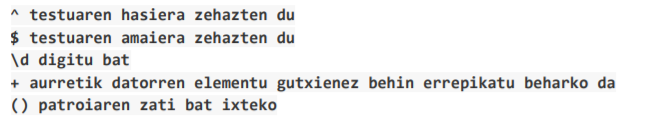 ^ testuaren hasiera zehazten du
$ testuaren amaiera zehazten du
\d digitu bat
+ aurretik datorren elementu gutxienez behin errepikatu beharko da
() patroiaren zati bat ixteko